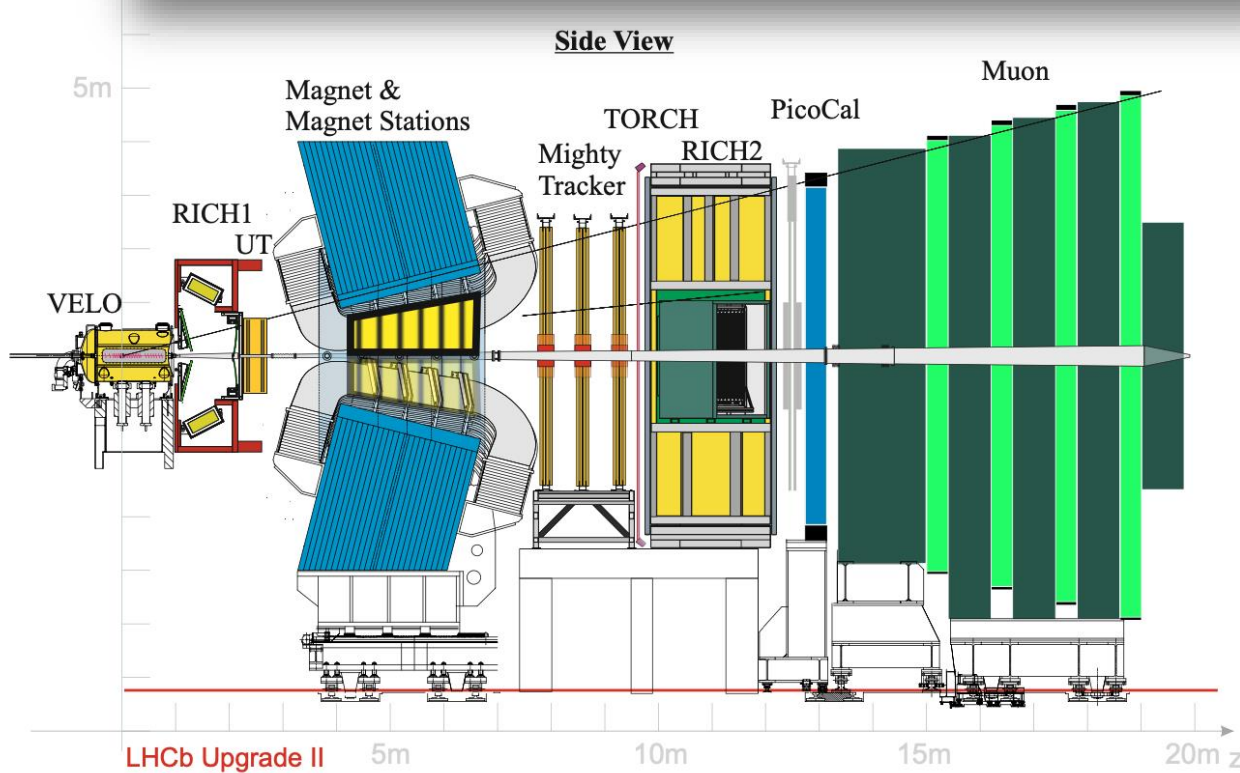 Side View
5m
Muon
Magnet &
Magnet Stations
PicoCal
TORCH
RICH2
Mighty
Tracker
RICH1
UT
VELO
LHCb Upgrade II
5m
10m
15m
20m
z